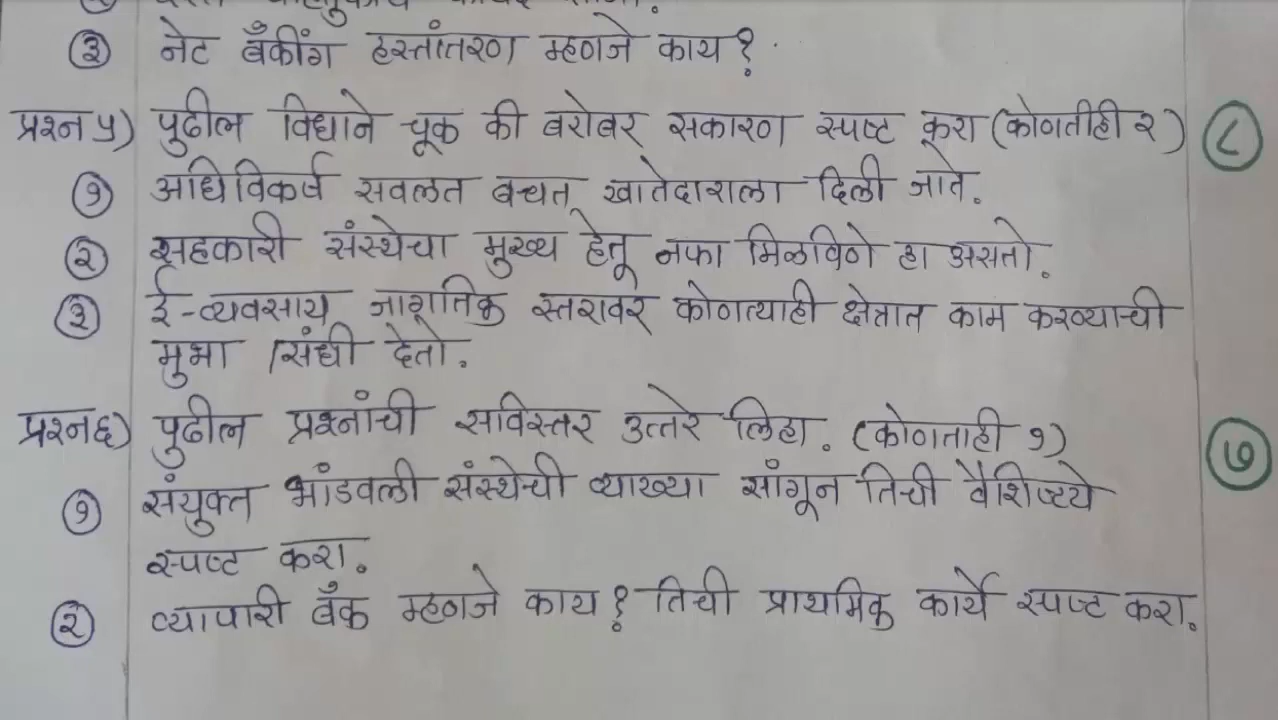 ③ नेट बँकींग हस्तांतरण म्हणजे काय?
प्रश्न ५) पुढील विधाने चूक की बरोबर सकारण स्पष्ट करा (कोणतीही २) ८
① अधिविकर्ष सवलत बचत खातेदाराला दिली जाते.
② सहकारी संस्थेचा मुख्य हेतू नफा मिळविणे हा असतो.
③ ई-व्यवसाय जागतिक स्तरावर कोणत्याही क्षेत्रात काम करण्याची
मुभा /संधी देतो.
प्रश्न ६) पुढील प्रश्नांची सविस्तर उत्तरे लिहा. (कोणताही १) ७
① संयुक्त भांडवली संस्थेची व्याख्या सांगून तिची वैशिष्ट्ये
स्पष्ट करा.
② व्यापारी बँक म्हणजे काय? तिची प्राथमिक कार्ये स्पष्ट करा.